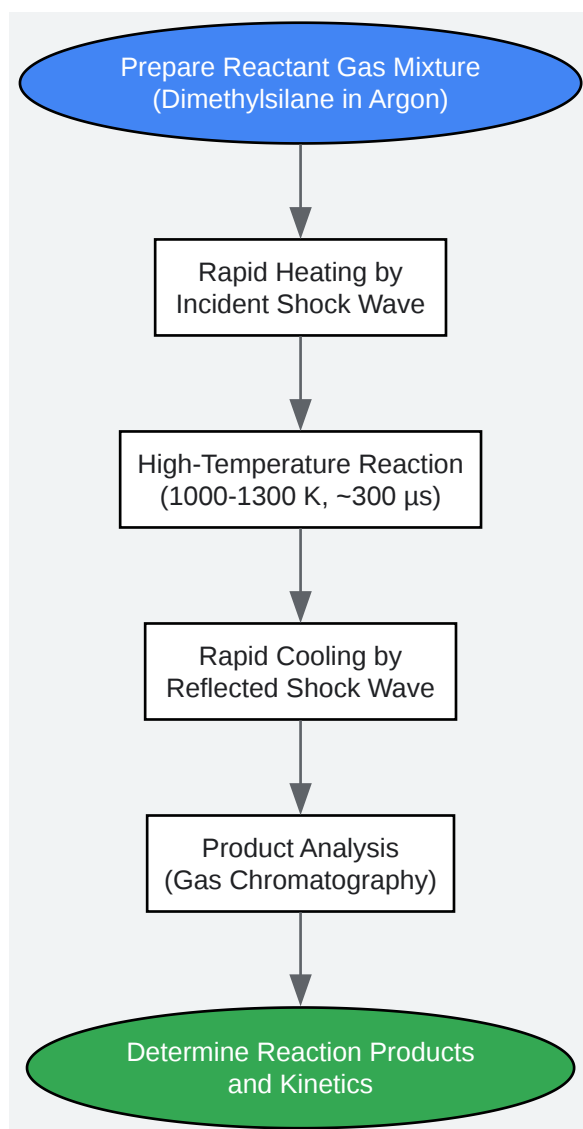 Prepare Reactant Gas Mixture
(Dimethylsilane in Argon)
Rapid Heating by
Incident Shock Wave
High-Temperature Reaction
(1000-1300 K, ~300 µs)
Rapid Cooling by
Reflected Shock Wave
Product Analysis
(Gas Chromatography)
Determine Reaction Products
and Kinetics